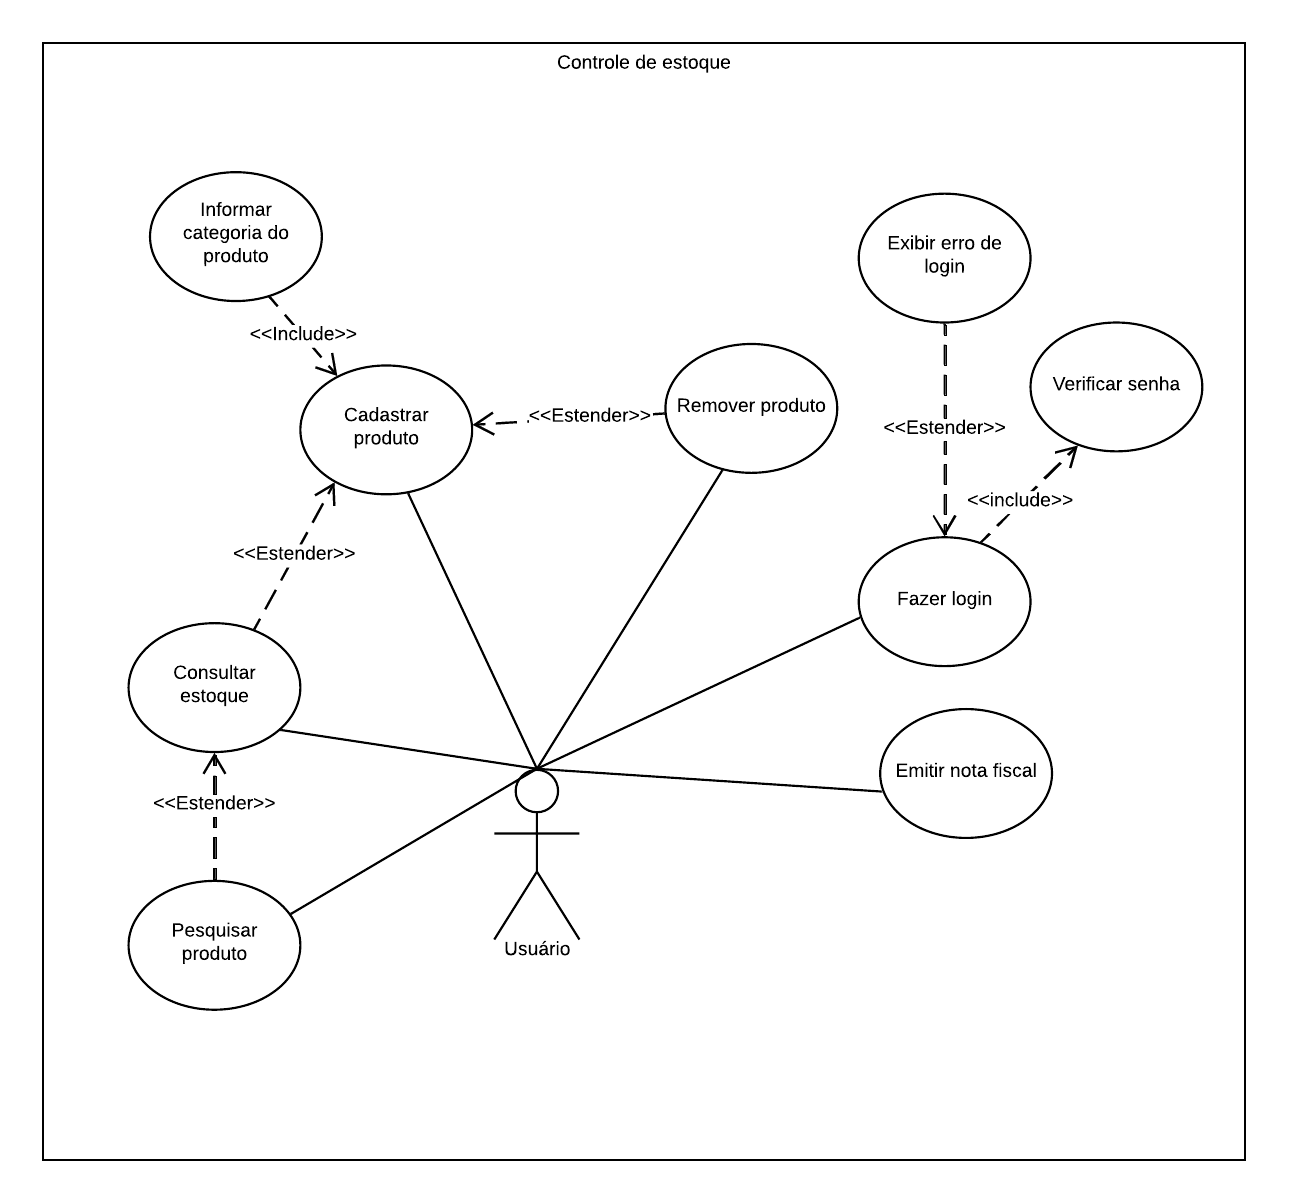 Controle de estoque
Informar
categoria do
produto
Exibir erro de
login
<<Include>>
Verificar senha
Cadastrar
produto
<<Estender>>
Remover produto
<<Estender>>
<<include>>
<<Estender>>
Fazer login
Consultar
estoque
Emitir nota fiscal
<<Estender>>
Pesquisar
produto
Usuário